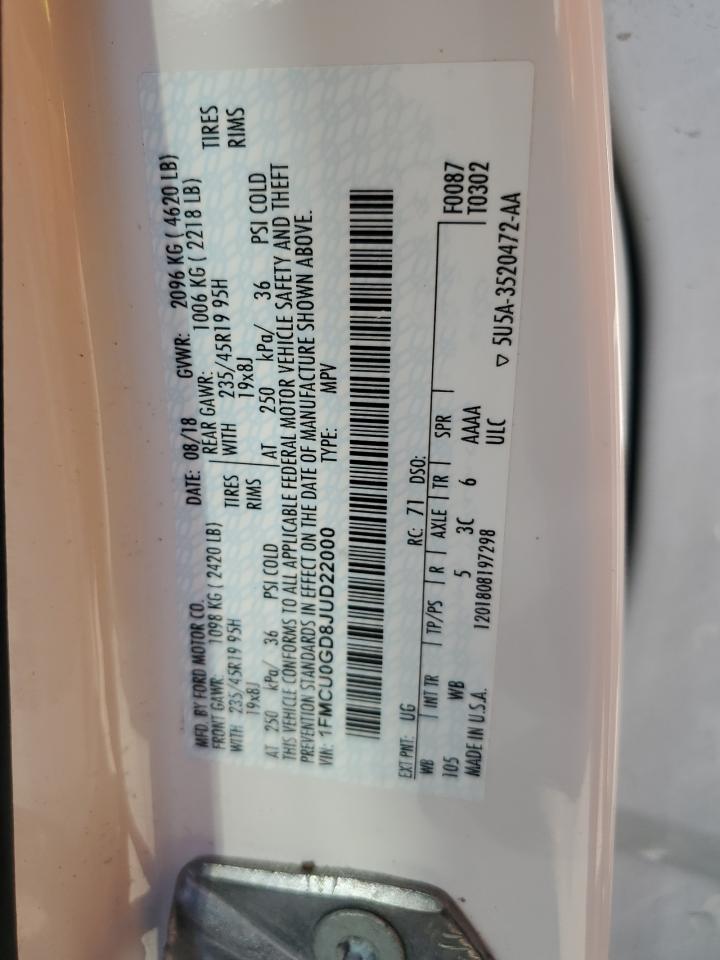 MFD. BY FORD MOTOR CO.
DATE: 08/18 GVWR: 2096 KG ( 4620 LB)
FRONT GAWR: 1098 KG ( 2420 LB)
REAR GAWR: 1006 KG ( 2218 LB)
WITH 235/45R19 95H TIRES
WITH 235/45R19 95H TIRES
19x8J RIMS
19x8J RIMS
AT 250 kPa/ 36 PSI COLD
AT 250 kPa/ 36 PSI COLD
THIS VEHICLE CONFORMS TO ALL APPLICABLE FEDERAL MOTOR VEHICLE SAFETY AND THEFT
PREVENTION STANDARDS IN EFFECT ON THE DATE OF MANUFACTURE SHOWN ABOVE.
VIN: 1FMCU0GD8JUD22000 TYPE: MPV
EXT PNT: UG RC: 71 DSO: F0087
WB INT TR TP/PS R AXLE TR SPR T0302
105 WB 5 3C 6 AAAA
MADE IN U.S.A. 1201808197298 ULC
▽ 5U5A-3520472-AA